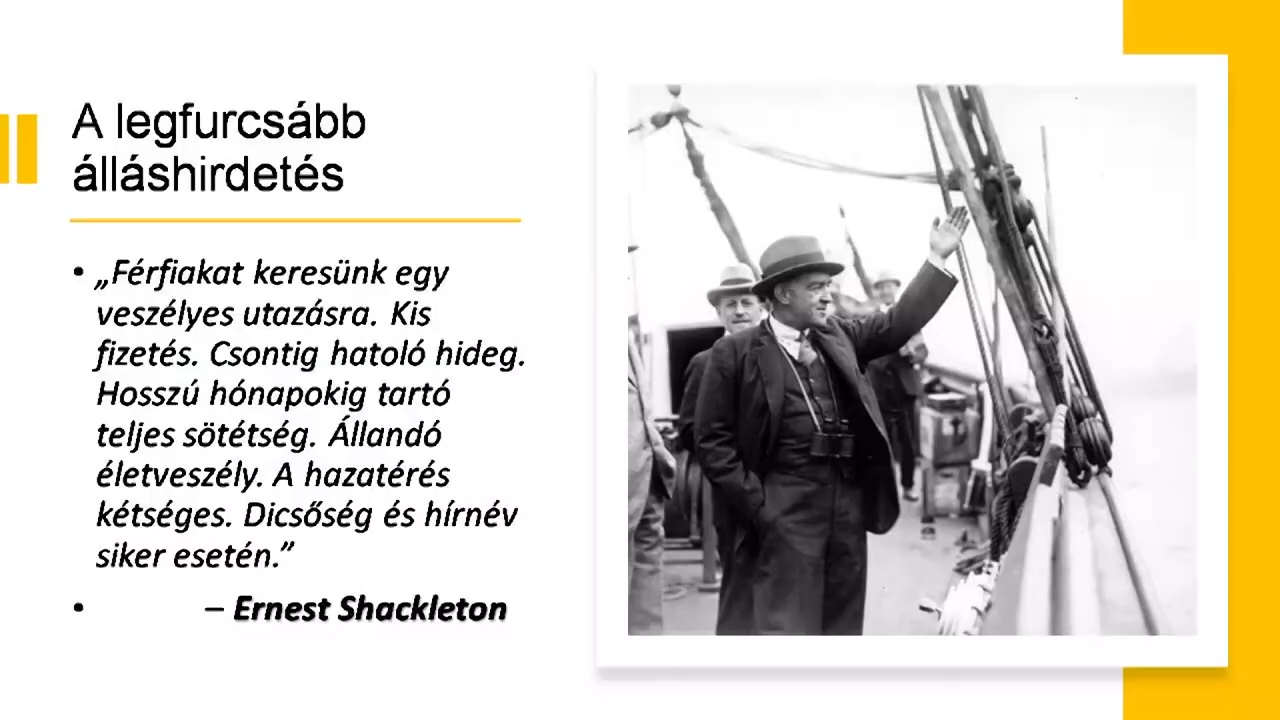 A legfurcsább
álláshirdetés
• „Férfiakat keresünk egy
veszélyes utazásra. Kis
fizetés. Csontig hatoló hideg.
Hosszú hónapokig tartó
teljes sötétség. Állandó
életveszély. A hazatérés
kétséges. Dicsőség és hírnév
siker esetén.”
• – Ernest Shackleton